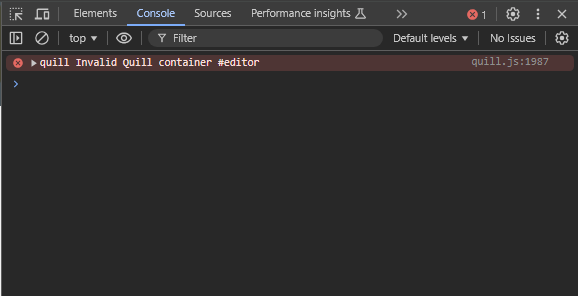 Elements Console Sources Performance insights 1
top Filter Default levels No Issues
quill Invalid Quill container #editor quill.js:1987